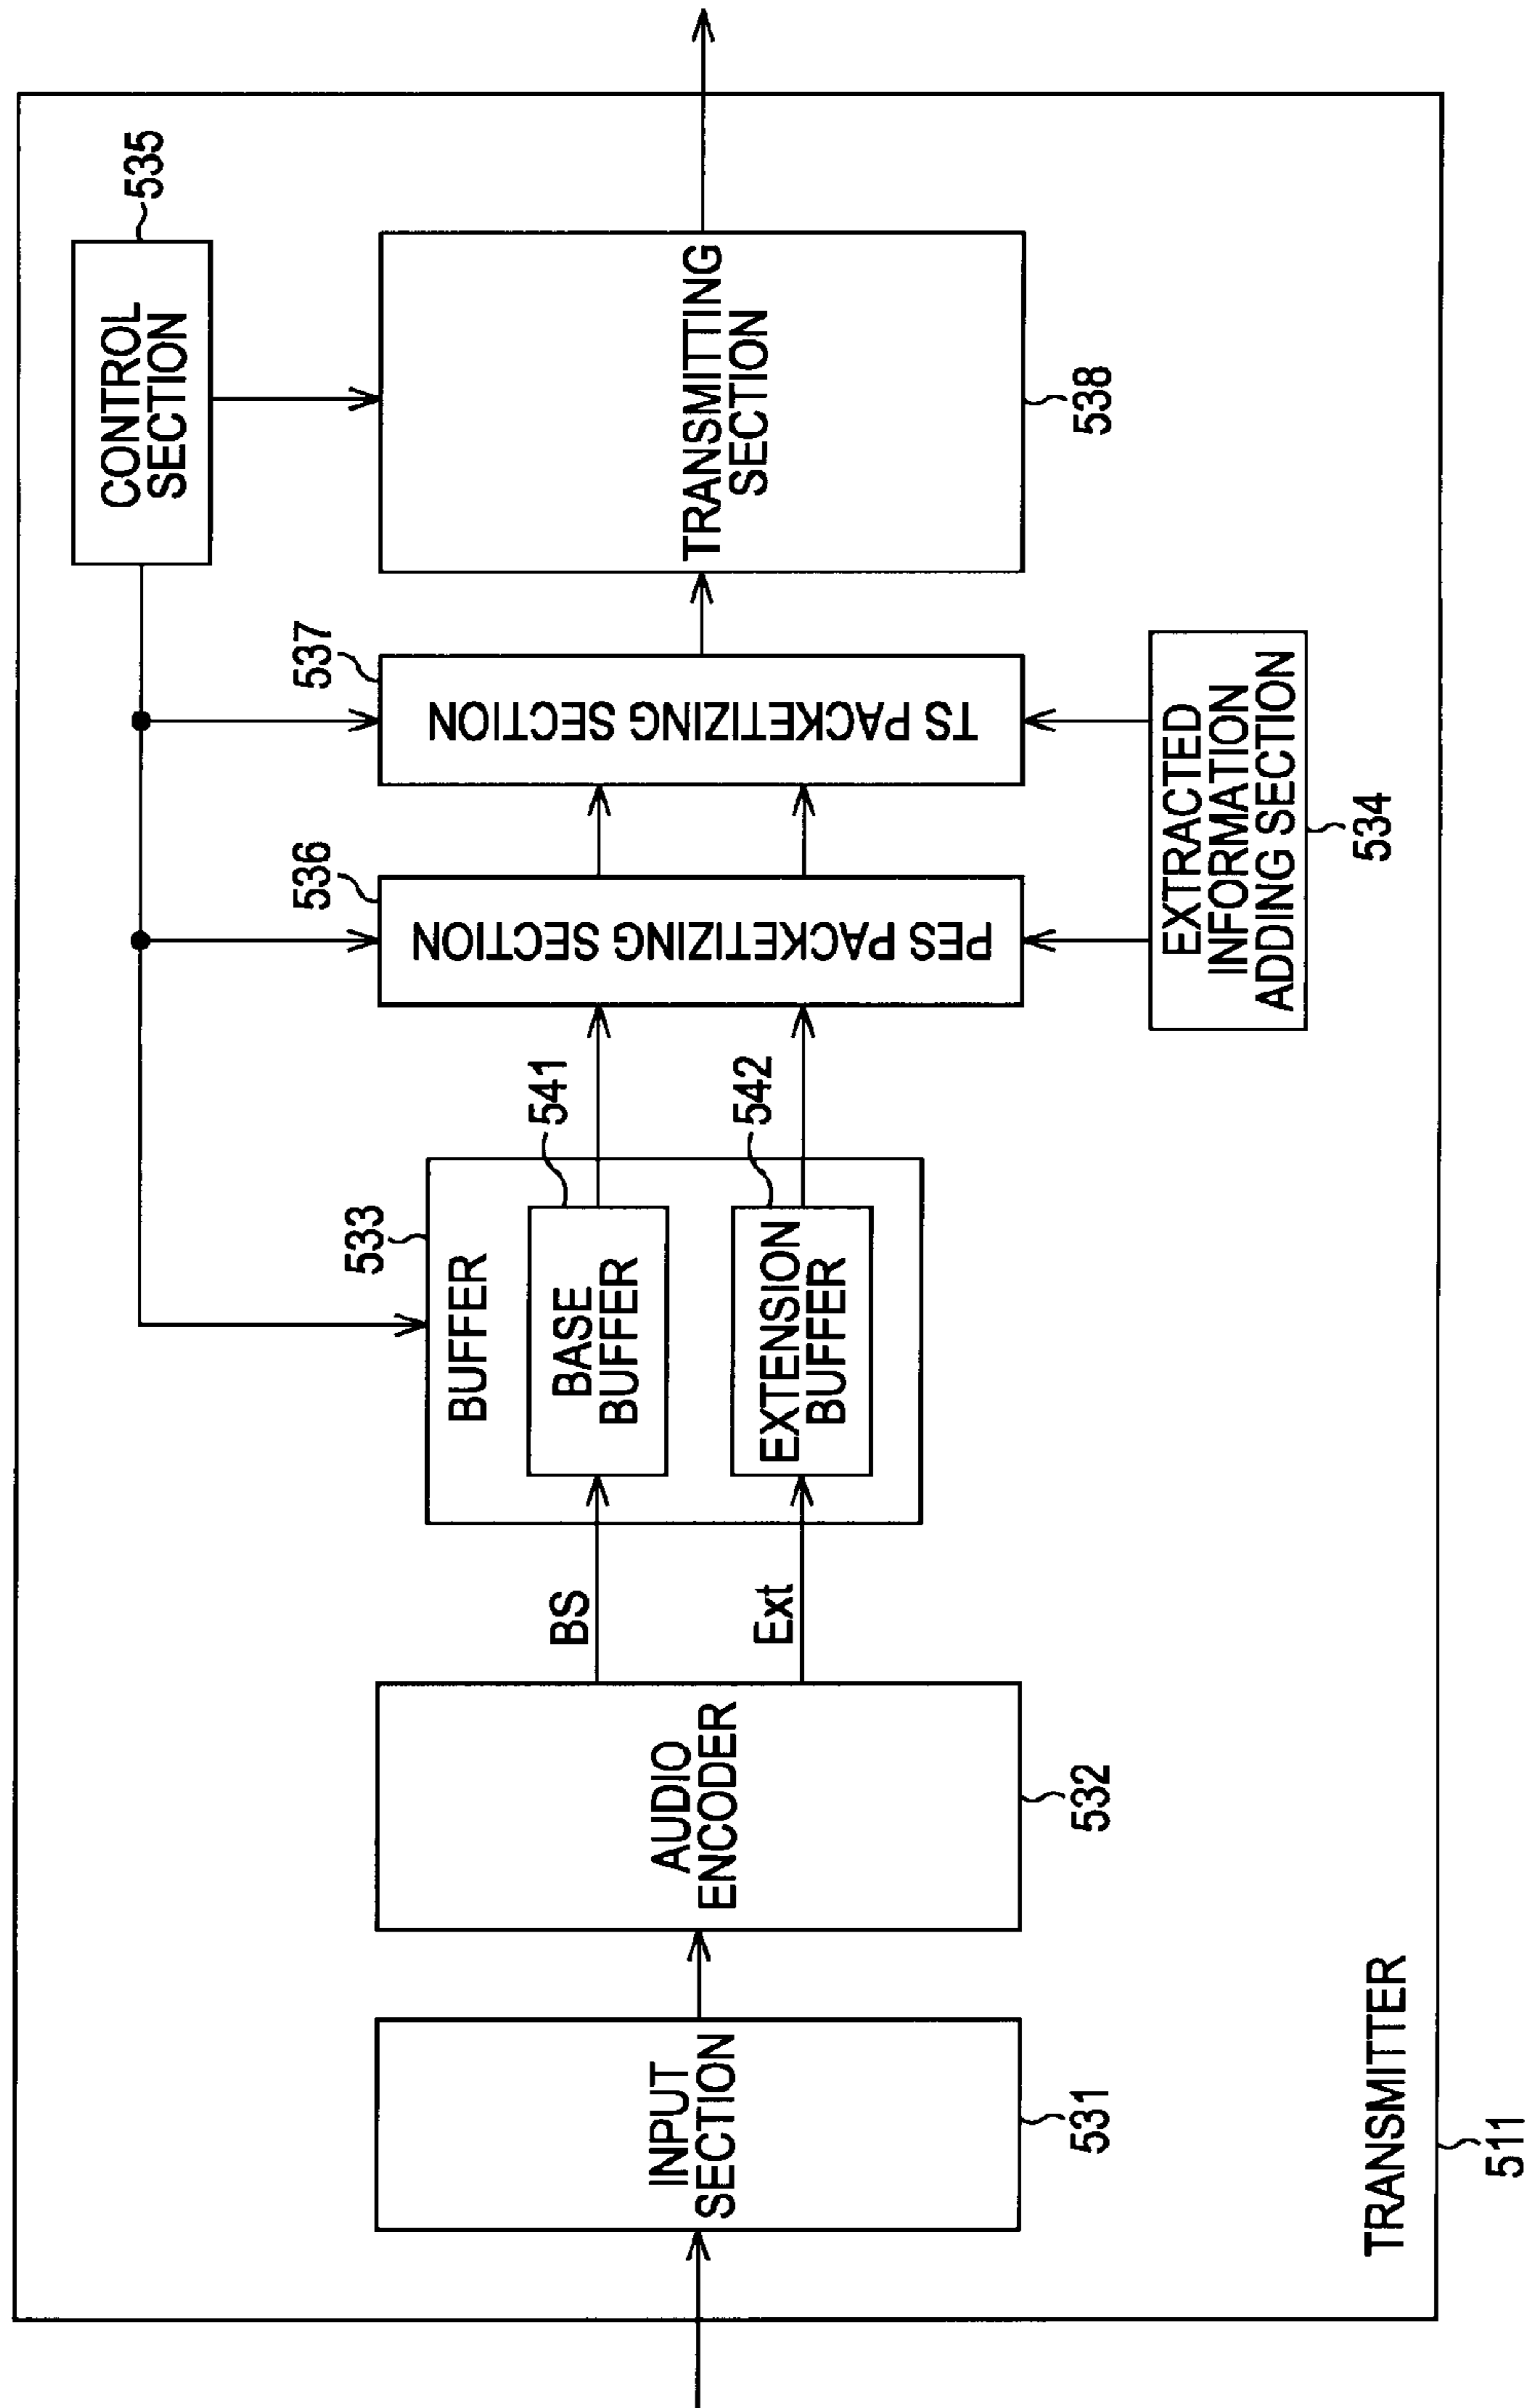 CONTROL
SECTION
535
536
537
533
BUFFER
541
BASE
BUFFER
542
EXTENSION
BUFFER
BS
Ext
INPUT
SECTION
531
AUDIO
ENCODER
532
PES PACKETIZING SECTION
TS PACKETIZING SECTION
TRANSMITTING
SECTION
538
EXTRACTED
INFORMATION
ADDING SECTION
534
TRANSMITTER
511